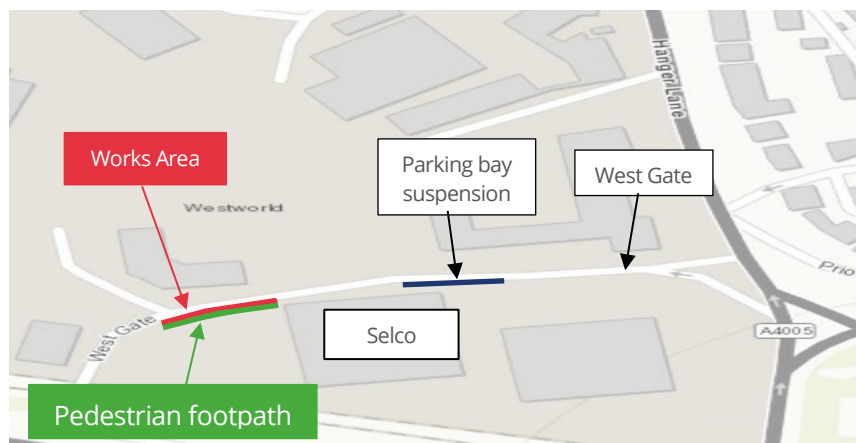 Hanger Lane
Works Area
Parking bay
suspension
West Gate
Westworld
Prio
West Gate
Selco
A4005
Pedestrian footpath